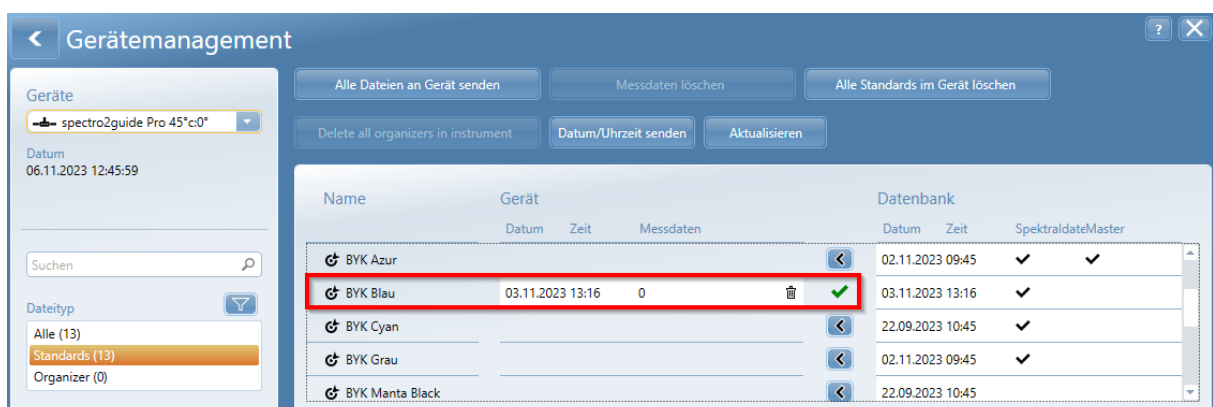 Gerätemanagement
?
Geräte
spectro2guide Pro 45°c:0°
Datum
06.11.2023 12:45:59
Suchen
Dateityp
Alle (13)
Standards (13)
Organizer (0)
Alle Dateien an Gerät senden Messdaten löschen Alle Standards im Gerät löschen
Delete all organizers in instrument Datum/Uhrzeit senden Aktualisieren
Name Gerät Datenbank
Datum Zeit Messdaten Datum Zeit SpektraldateMaster
BYK Azur 02.11.2023 09:45
BYK Blau 03.11.2023 13:16 0 03.11.2023 13:16
BYK Cyan 22.09.2023 10:45
BYK Grau 02.11.2023 09:45
BYK Manta Black 22.09.2023 10:45